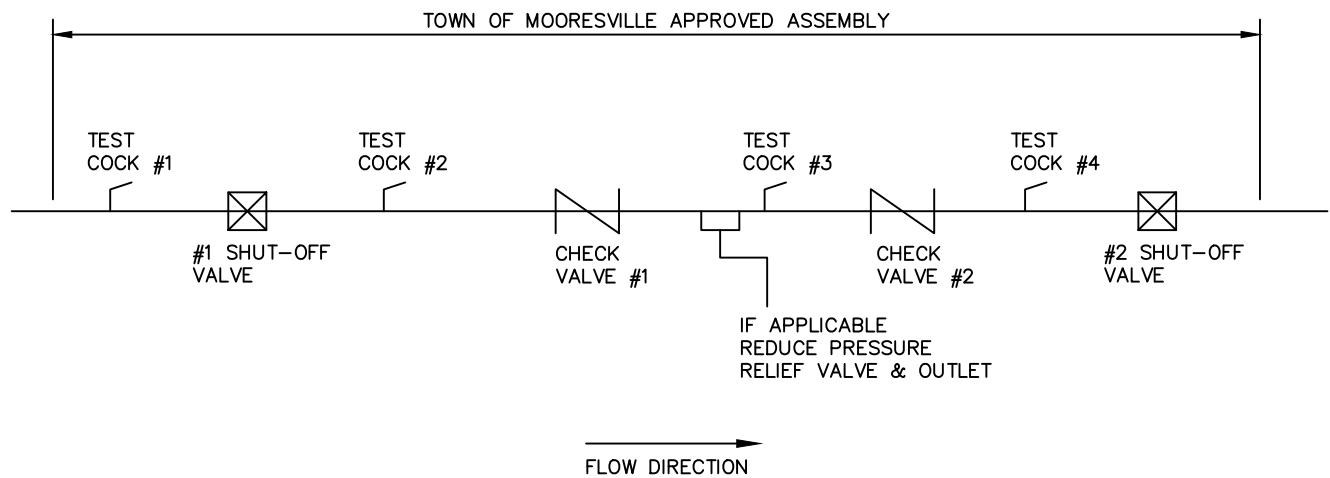 TOWN OF MOORESVILLE APPROVED ASSEMBLY
TEST
COCK #1
TEST
COCK #2
TEST
COCK #3
TEST
COCK #4
#1 SHUT-OFF
VALVE
CHECK
VALVE #1
CHECK
VALVE #2
#2 SHUT-OFF
VALVE
IF APPLICABLE
REDUCE PRESSURE
RELIEF VALVE & OUTLET
FLOW DIRECTION